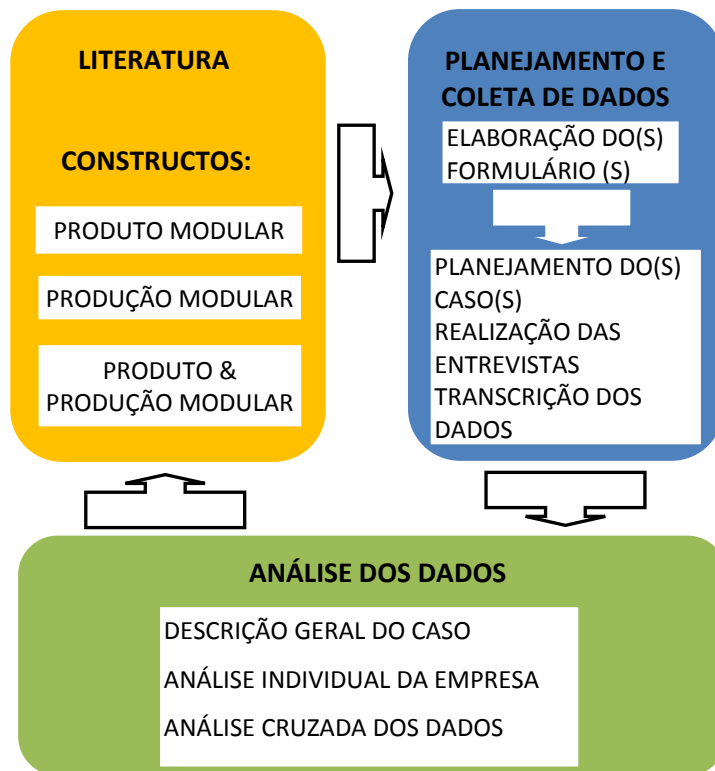 LITERATURA
CONSTRUCTOS:
PRODUTO MODULAR
PRODUÇÃO MODULAR
PRODUTO &
PRODUÇÃO MODULAR
PLANEJAMENTO E
COLETA DE DADOS
ELABORAÇÃO DO(S)
FORMULÁRIO (S)
PLANEJAMENTO DO(S)
CASO(S)
REALIZAÇÃO DAS
ENTREVISTAS
TRANSCRIÇÃO DOS
DADOS
ANÁLISE DOS DADOS
DESCRIÇÃO GERAL DO CASO
ANÁLISE INDIVIDUAL DA EMPRESA
ANÁLISE CRUZADA DOS DADOS